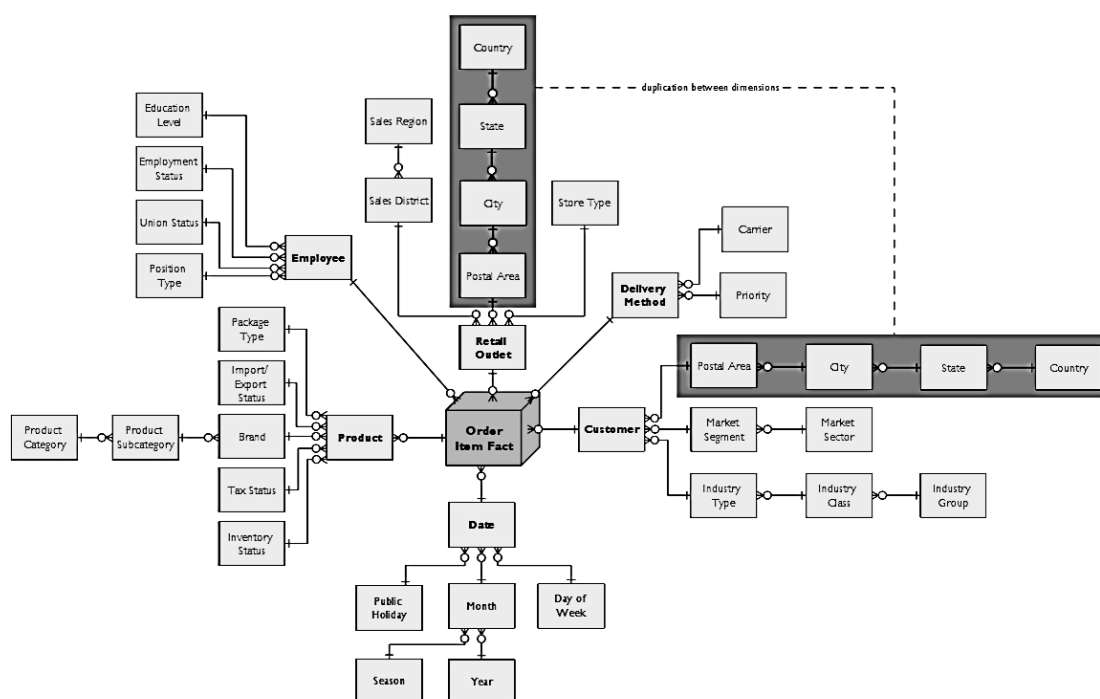 Country
duplication between dimensions
Education
Level
Sales Region
State
Employment
Status
Sales District
City
Store Type
Union Status
Carrier
Employee
Position
Type
Postal Area
Delivery
Method
Priority
Package
Type
Retail
Outlet
Postal Area
City
State
Country
Import/
Export
Status
Product
Category
Product
Subcategory
Brand
Product
Order
Item Fact
Customer
Market
Segment
Market
Sector
Tax Status
Industry
Type
Industry
Class
Industry
Group
Inventory
Status
Date
Public
Holiday
Month
Day of
Week
Season
Year